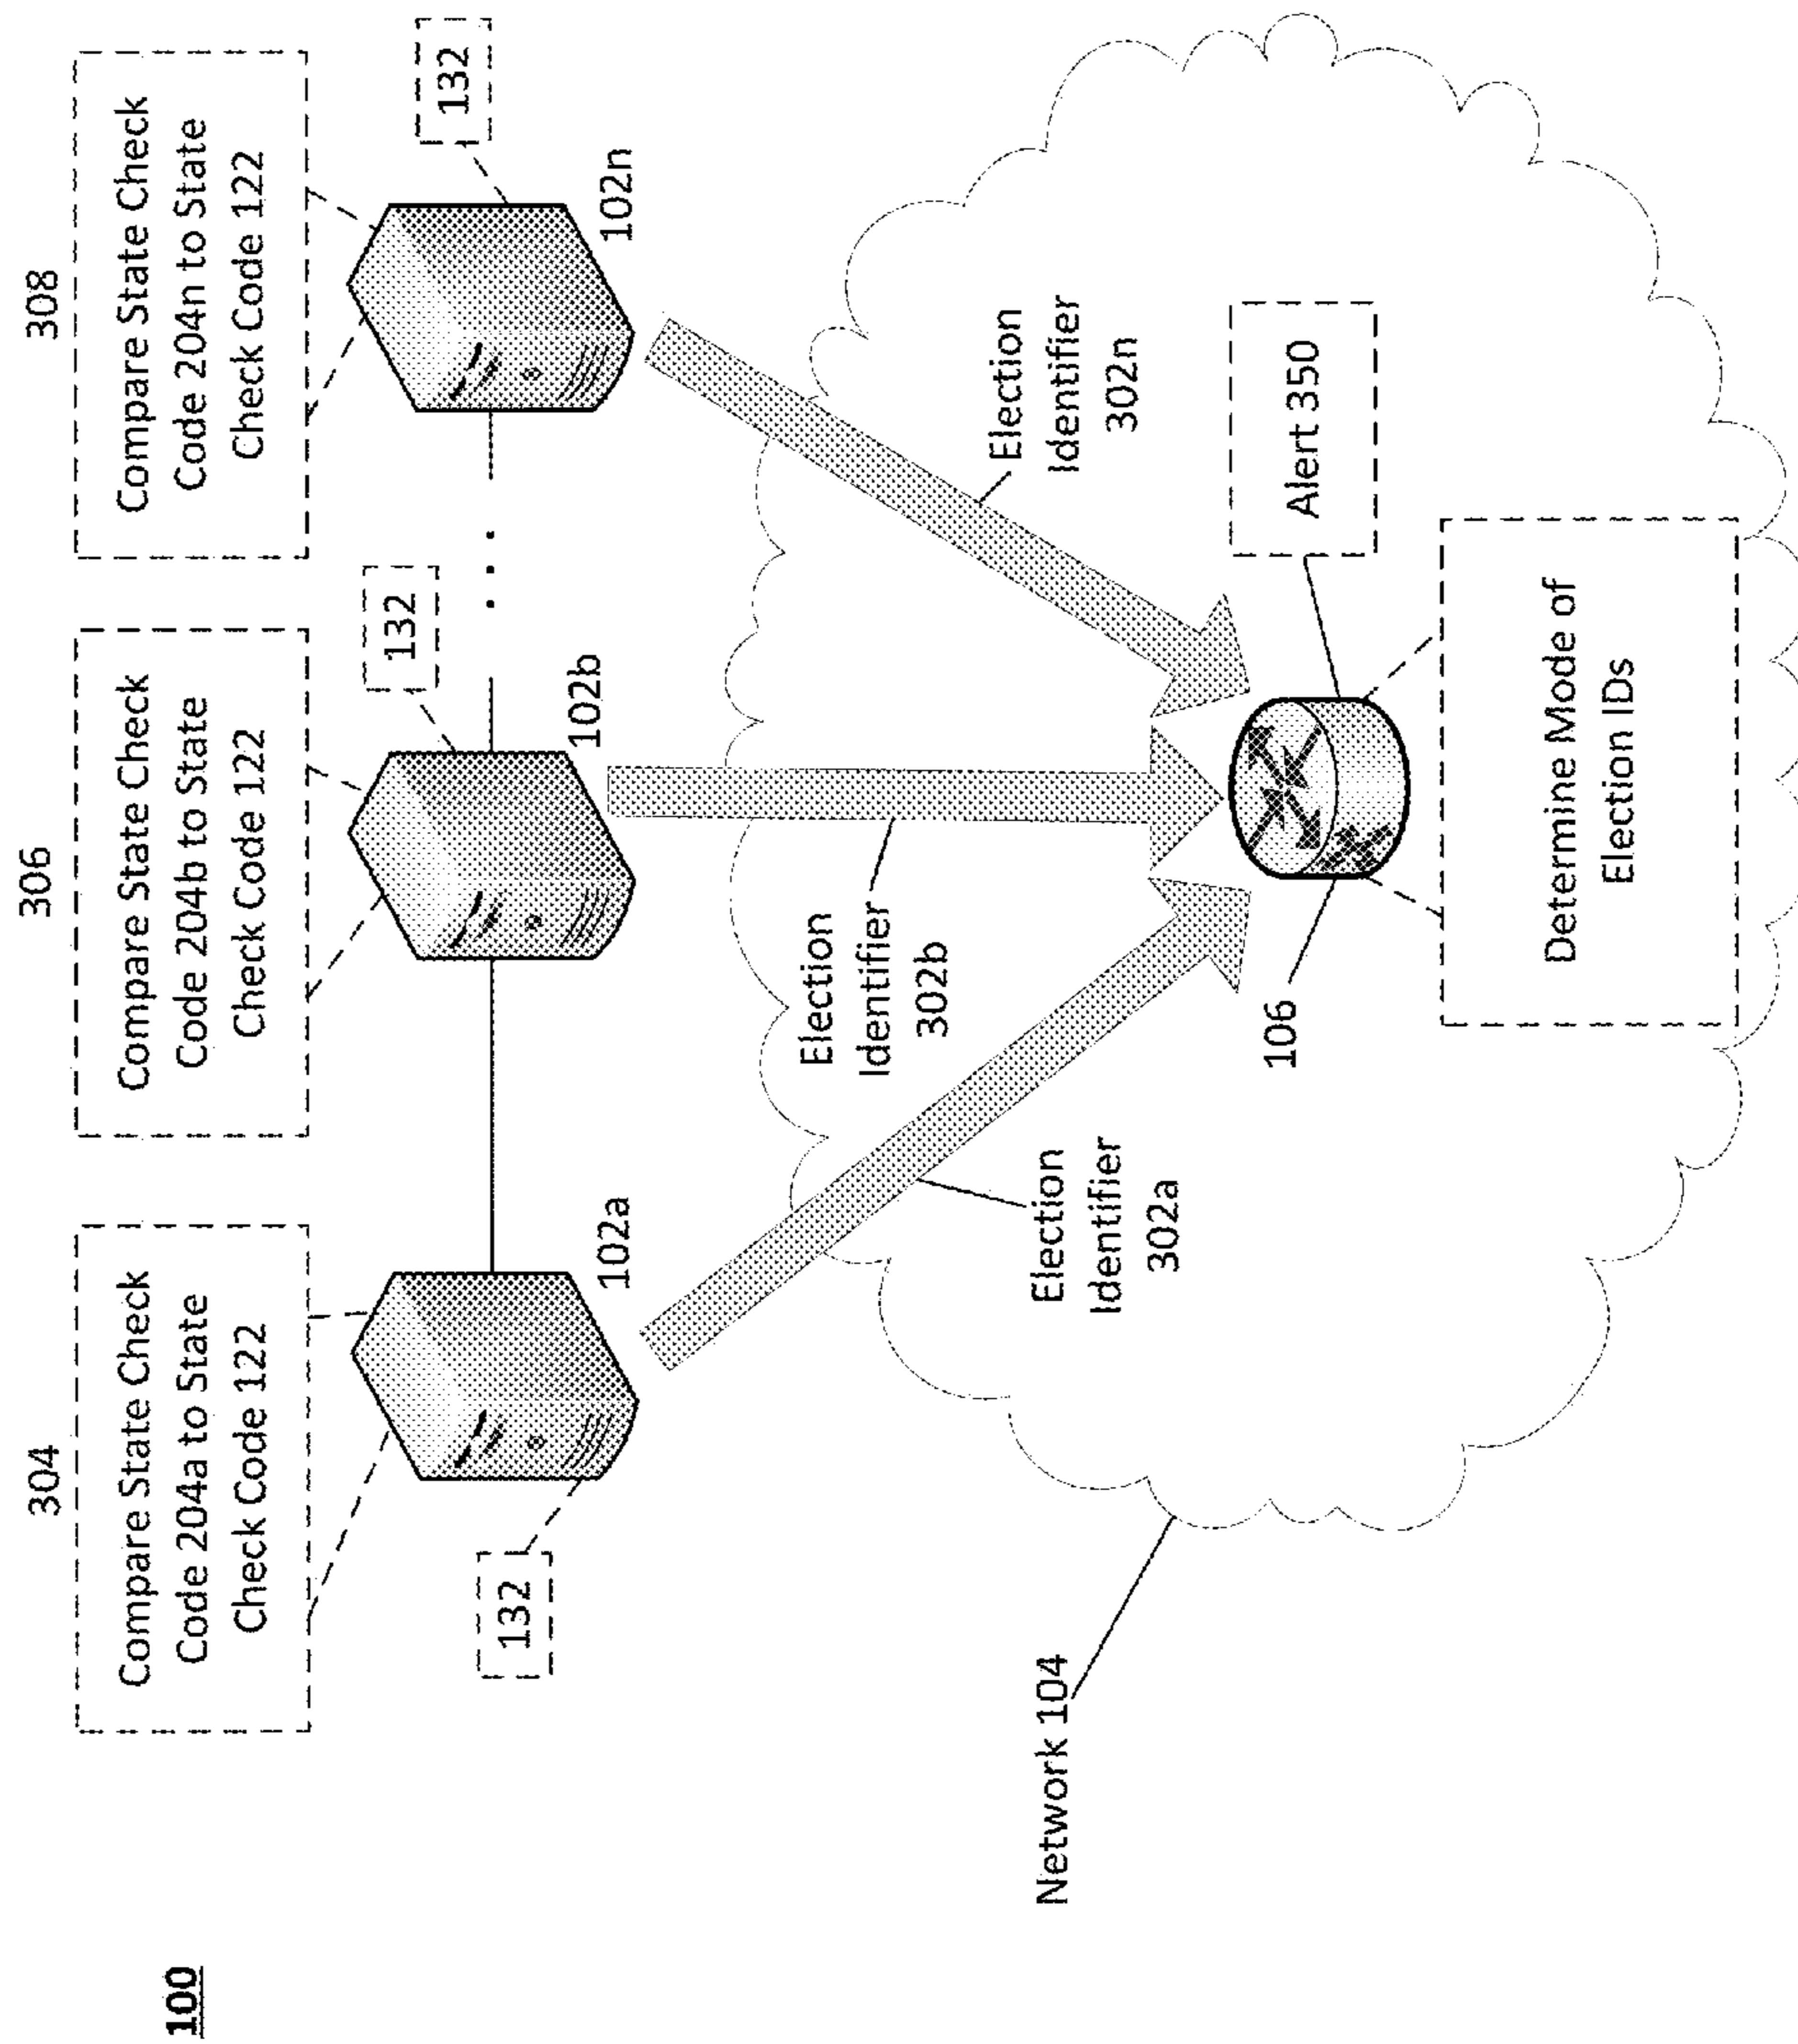 100
304
306
308
Compare State Check
Code 204a to State
Check Code 122
Compare State Check
Code 204b to State
Check Code 122
Compare State Check
Code 204n to State
Check Code 122
132
132
132
102a
102b
102n
Election
Identifier
302a
Election
Identifier
302b
Election
Identifier
302n
Network 104
106
Alert 350
Determine Mode of
Election IDs